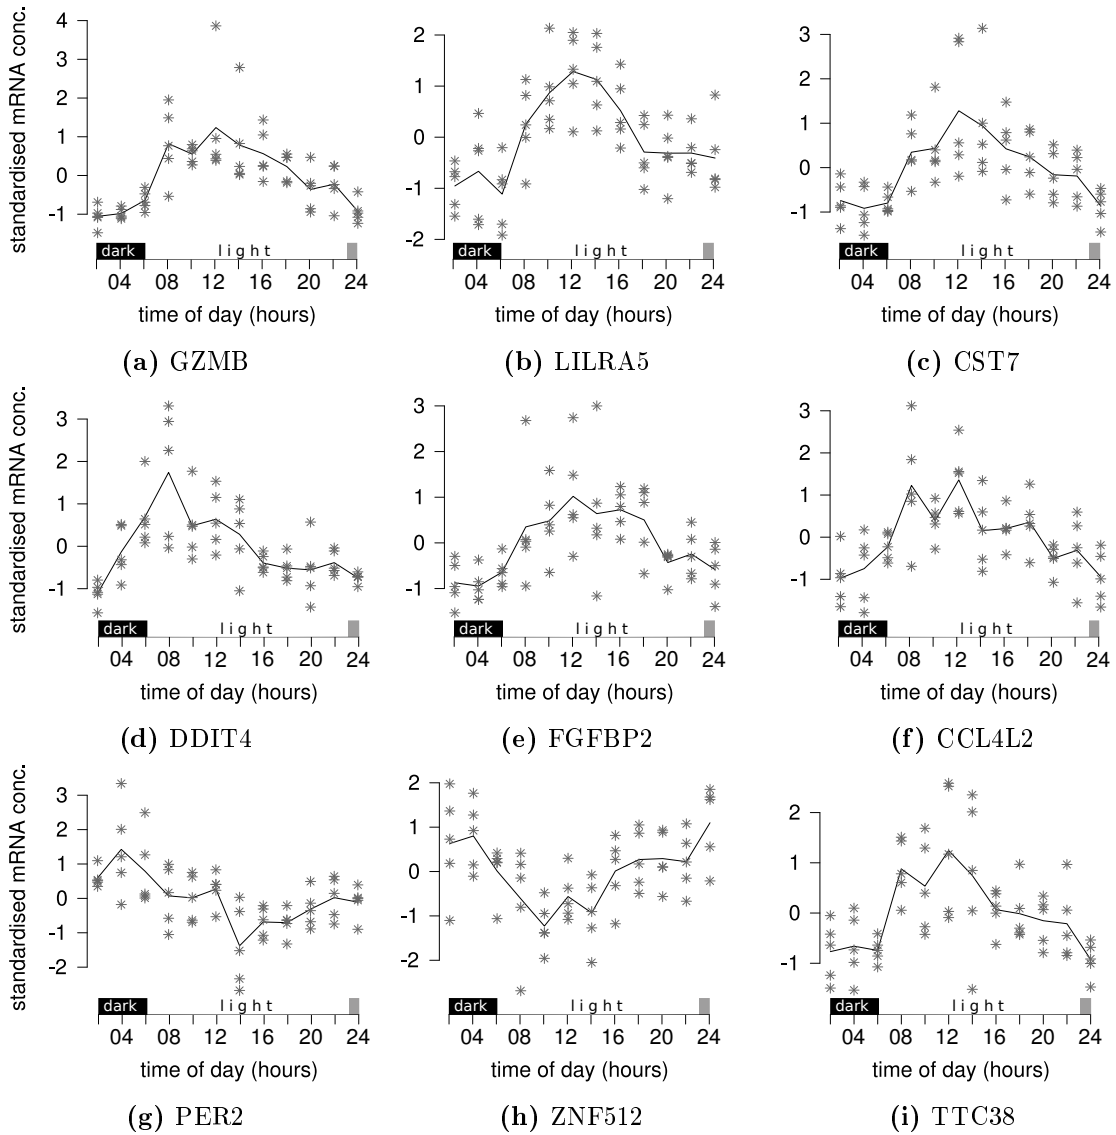 standardised mRNA conc.
4
3
2
1
0
-1
dark
light
04 08 12 16 20 24
time of day (hours)
(a) GZMB
2
1
0
-1
-2
dark
light
04 08 12 16 20 24
time of day (hours)
(b) LILRA5
3
2
1
0
-1
dark
light
04 08 12 16 20 24
time of day (hours)
(c) CST7
standardised mRNA conc.
3
2
1
0
-1
dark
light
04 08 12 16 20 24
time of day (hours)
(d) DDIT4
3
2
1
0
-1
dark
light
04 08 12 16 20 24
time of day (hours)
(e) FGFBP2
3
2
1
0
-1
dark
light
04 08 12 16 20 24
time of day (hours)
(f) CCL4L2
standardised mRNA conc.
3
2
1
0
-1
-2
dark
light
04 08 12 16 20 24
time of day (hours)
(g) PER2
2
1
0
-1
-2
dark
light
04 08 12 16 20 24
time of day (hours)
(h) ZNF512
2
1
0
-1
dark
light
04 08 12 16 20 24
time of day (hours)
(i) TTC38